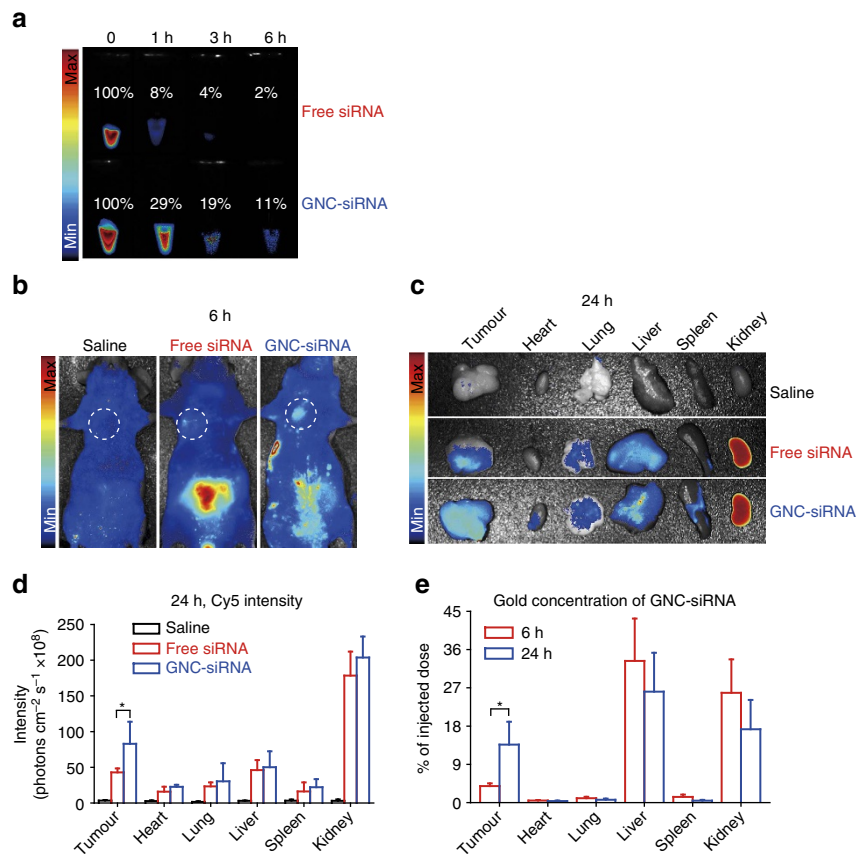 a
0 1 h 3 h 6 h
Max
Min
100% 8% 4% 2%
Free siRNA
100% 29% 19% 11%
GNC-siRNA
b
6 h
Saline Free siRNA GNC-siRNA
Max
Min
c
24 h
Tumour Heart Lung Liver Spleen Kidney
Max
Min
Saline
Free siRNA
GNC-siRNA
d
24 h, Cy5 intensity
Saline
Free siRNA
GNC-siRNA
Intensity
(photons cm⁻² s⁻¹ ×10⁸)
250
200
150
100
50
0
*
Tumour Heart Lung Liver Spleen Kidney
e
Gold concentration of GNC-siRNA
6 h
24 h
% of injected dose
45
36
27
18
9
0
*
Tumour Heart Lung Liver Spleen Kidney